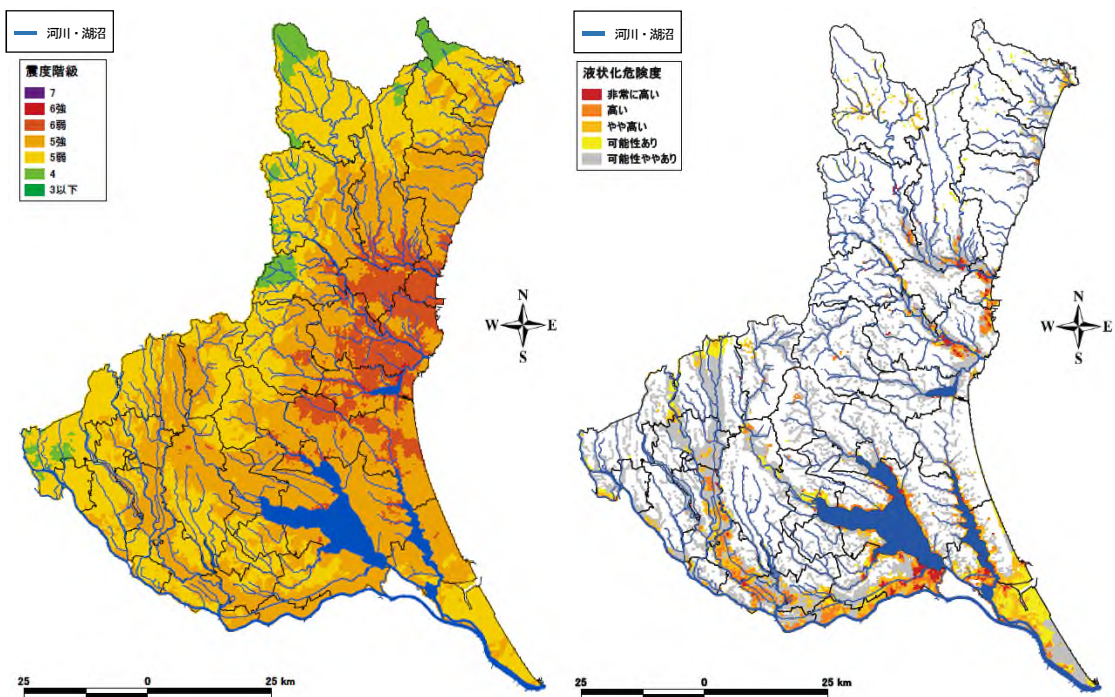 河川・湖沼
震度階級
7
6強
6弱
5強
5弱
4
3以下
N
W E
S
25 0 25 km
河川・湖沼
液状化危険度
非常に高い
高い
やや高い
可能性あり
可能性ややあり
N
W E
S
25 0 25 km